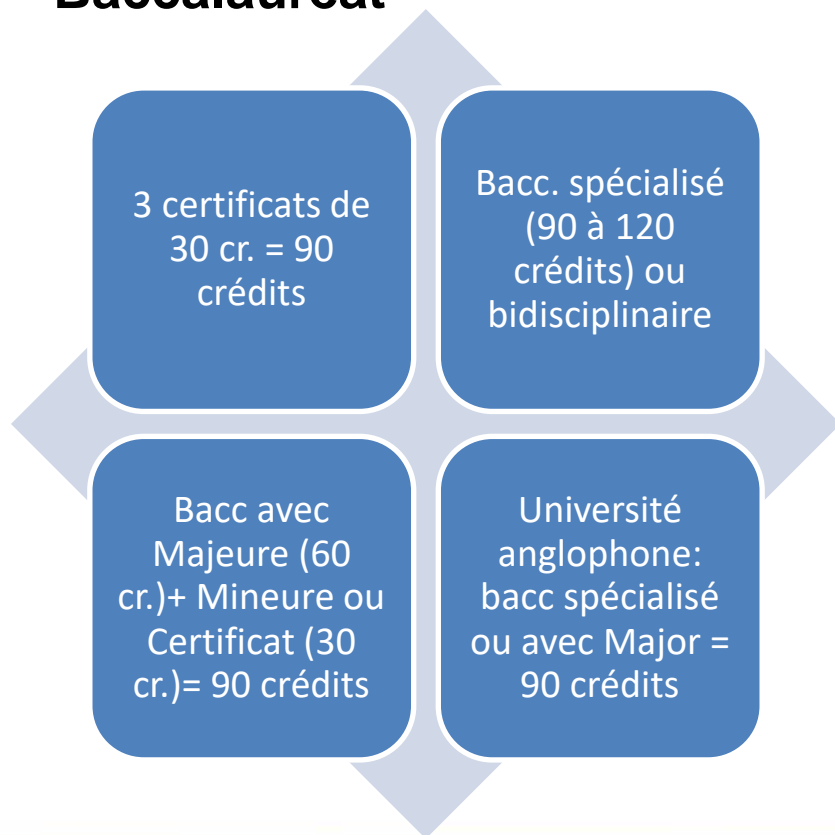 Baccalauréat
3 certificats de
30 cr. = 90
crédits
Bacc. spécialisé
(90 à 120
crédits) ou
bidisciplinaire
Bacc avec
Majeure (60
cr.)+ Mineure ou
Certificat (30
cr.)= 90 crédits
Université
anglophone:
bacc spécialisé
ou avec Major =
90 crédits